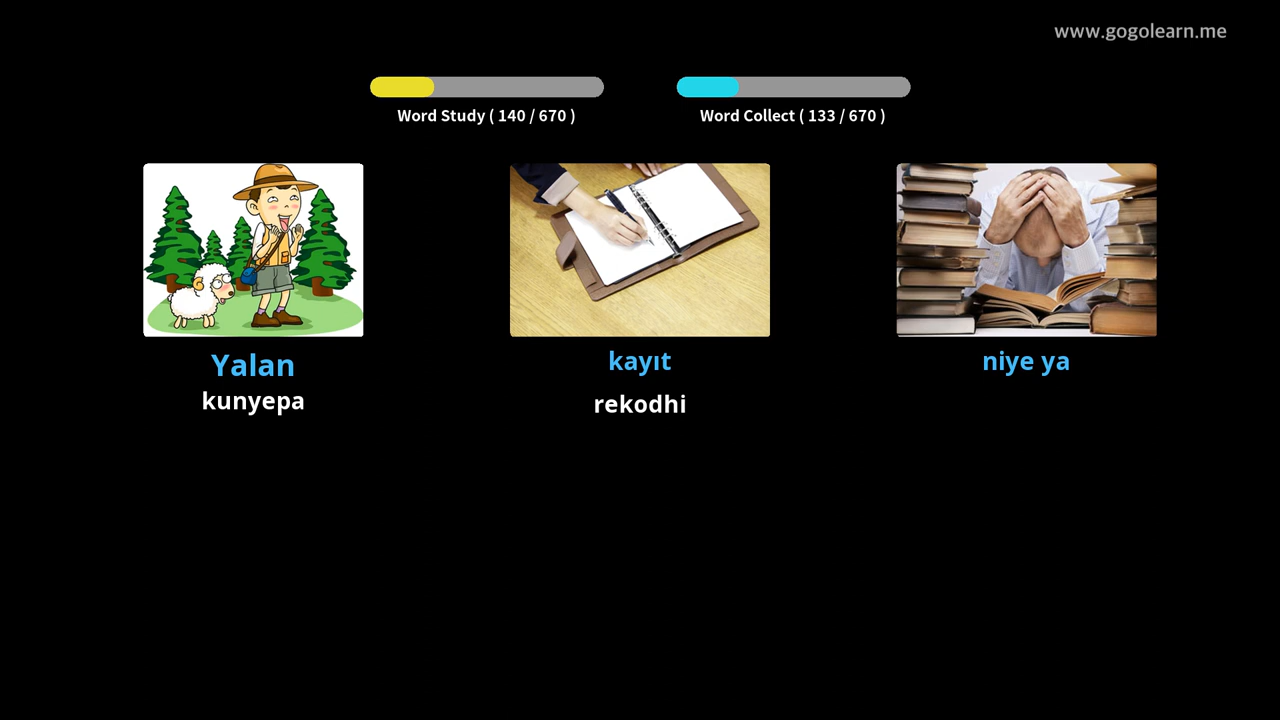 www.gogolearn.me
Word Study ( 140 / 670 )
Word Collect ( 133 / 670 )
Yalan
kunyepa
kayıt
rekodhi
niye ya